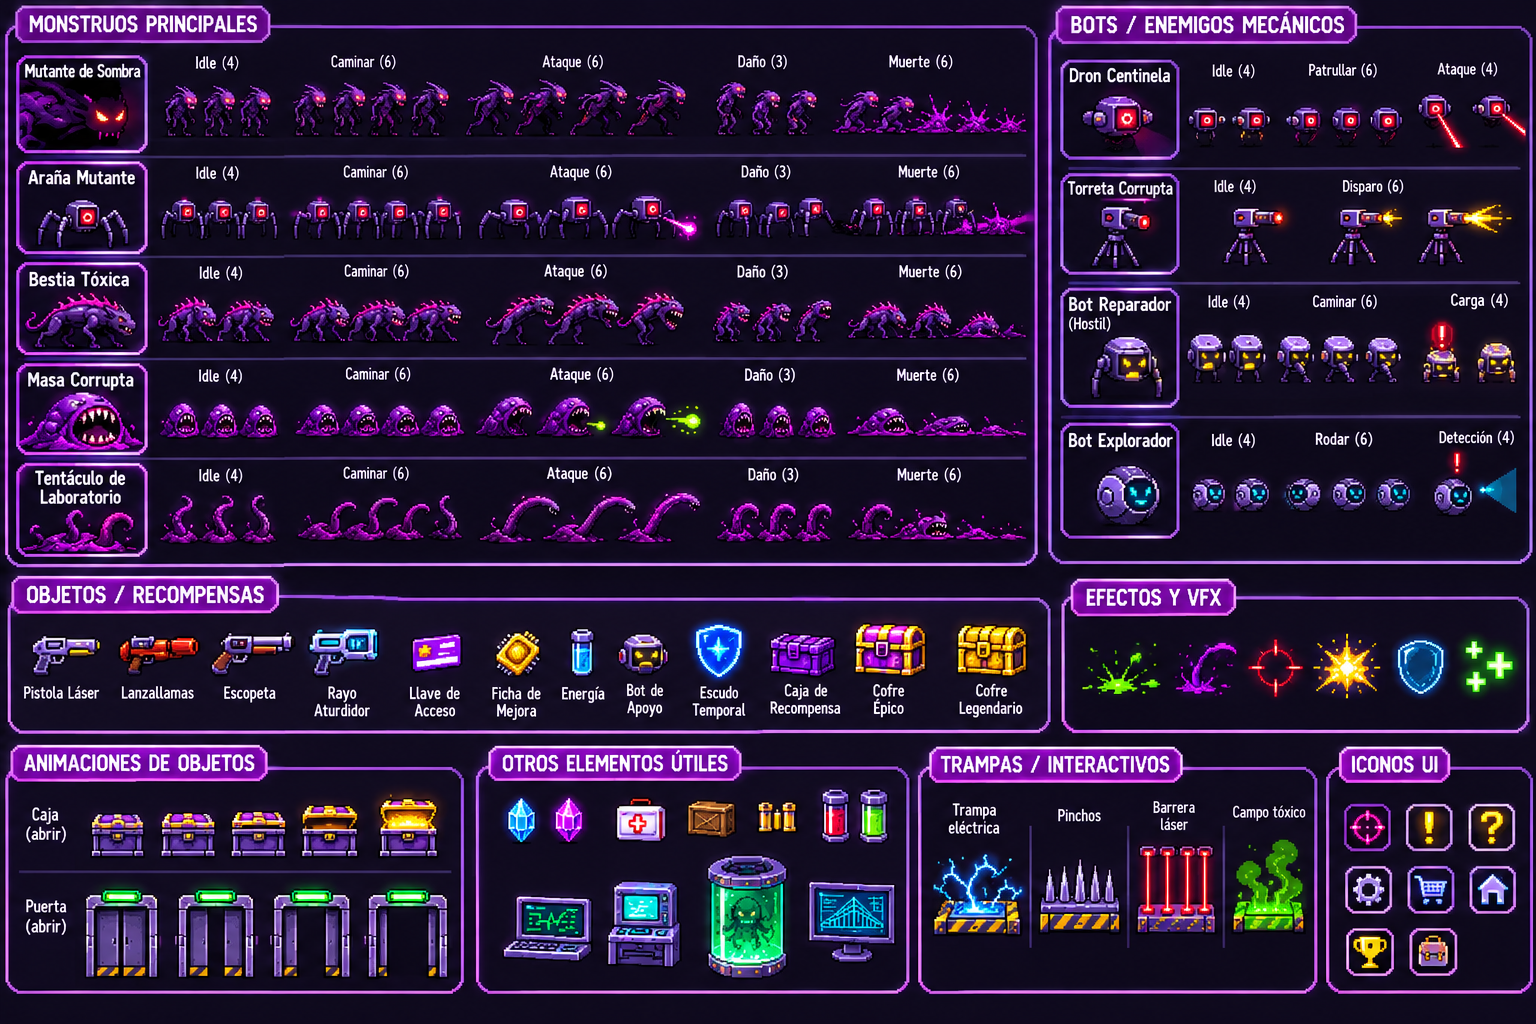 MONSTRUOS PRINCIPALES
Mutante de Sombra
Idle (4)
Caminar (6)
Ataque (6)
Daño (3)
Muerte (6)
Araña Mutante
Idle (4)
Caminar (6)
Ataque (6)
Daño (3)
Muerte (6)
Bestia Tóxica
Idle (4)
Caminar (6)
Ataque (6)
Daño (3)
Muerte (6)
Masa Corrupta
Idle (4)
Caminar (6)
Ataque (6)
Daño (3)
Muerte (6)
Tentáculo de
Laboratorio
Idle (4)
Caminar (6)
Ataque (6)
Daño (3)
Muerte (6)
BOTS / ENEMIGOS MECÁNICOS
Dron Centinela
Idle (4)
Patrullar (6)
Ataque (4)
Torreta Corrupta
Idle (4)
Disparo (6)
Bot Reparador
(Hostil)
Idle (4)
Caminar (6)
Carga (4)
!
Bot Explorador
Idle (4)
Rodar (6)
Detección (4)
!
OBJETOS / RECOMPENSAS
Pistola Láser
Lanzallamas
Escopeta
Rayo
Aturdidor
Llave de
Acceso
Ficha de
Mejora
Energía
Bot de
Apoyo
Escudo
Temporal
Caja de
Recompensa
Cofre
Épico
Cofre
Legendario
EFECTOS Y VFX
ANIMACIONES DE OBJETOS
Caja
(abrir)
Puerta
(abrir)
OTROS ELEMENTOS ÚTILES
TRAMPAS / INTERACTIVOS
Trampa
eléctrica
Pinchos
Barrera
láser
Campo tóxico
ICONOS UI
!
?